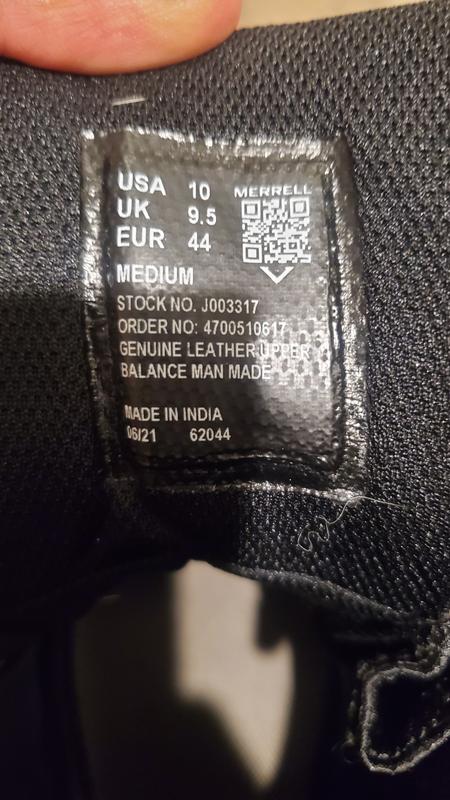 USA 10 MERRELL
UK 9.5
EUR 44
MEDIUM
STOCK NO. J003317
ORDER NO: 4700510617
GENUINE LEATHER UPPER
BALANCE MAN MADE
MADE IN INDIA
06/21 62044